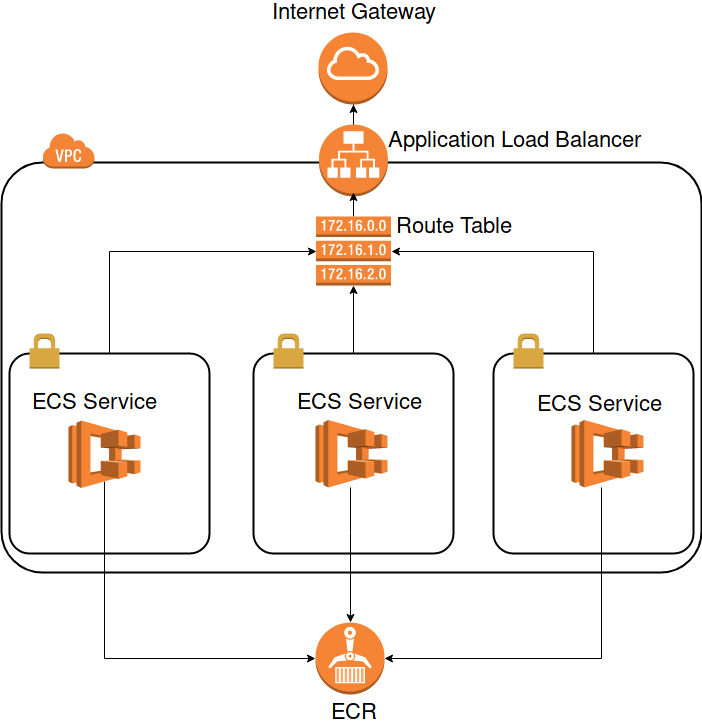 Internet Gateway
Application Load Balancer
VPC
172.16.0.0
Route Table
172.16.1.0
172.16.2.0
ECS Service
ECS Service
ECS Service
ECR